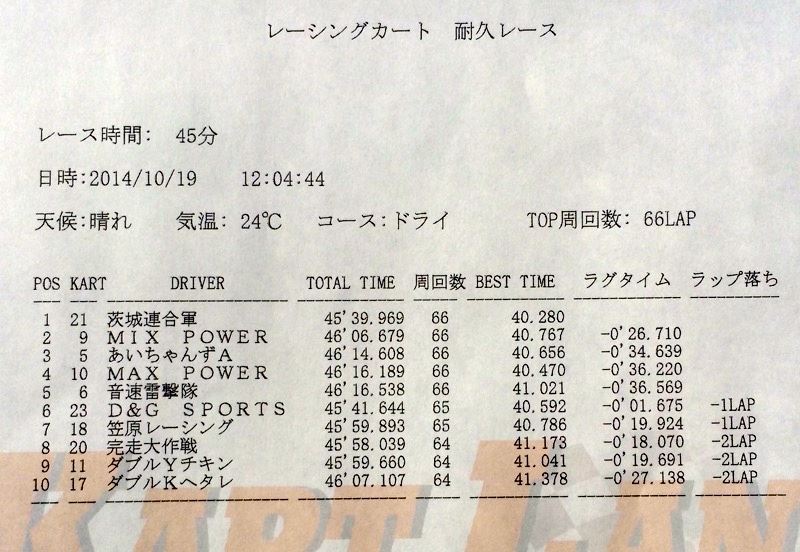 レーシングカート 耐久レース
レース時間: 45分
日時:2014/10/19 12:04:44
天候:晴れ 気温: 24℃ コース:ドライ TOP周回数: 66LAP
POS KART DRIVER TOTAL TIME 周回数 BEST TIME ラグタイム ラップ落ち
1 21 茨城連合軍 45'39.969 66 40.280
2 9 ＭＩＸ ＰＯＷＥＲ 46'06.679 66 40.767 -0'26.710
3 5 あいちゃんずＡ 46'14.608 66 40.656 -0'34.639
4 10 ＭＡＸ ＰＯＷＥＲ 46'16.189 66 40.470 -0'36.220
5 6 音速雷撃隊 46'16.538 66 41.021 -0'36.569
6 23 Ｄ＆Ｇ ＳＰＯＲＴＳ 45'41.644 65 40.592 -0'01.675 -1LAP
7 18 笠原レーシング 45'59.893 65 40.786 -0'19.924 -1LAP
8 20 完走大作戦 45'58.039 64 41.173 -0'18.070 -2LAP
9 11 ダブルＹチキン 45'59.660 64 41.041 -0'19.691 -2LAP
10 17 ダブルＫヘタレ 46'07.107 64 41.378 -0'27.138 -2LAP
KART LAN